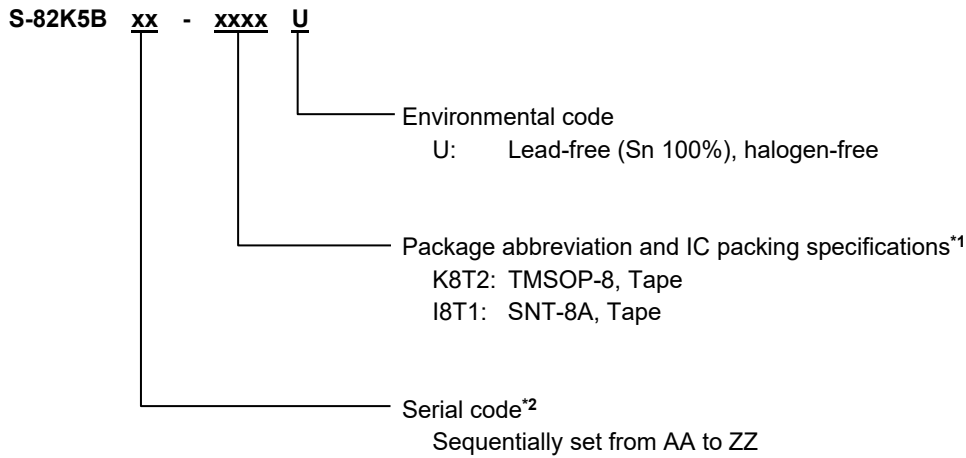 S-82K5B xx - xxxx U
Environmental code
U: Lead-free (Sn 100%), halogen-free
Package abbreviation and IC packing specifications*1
K8T2: TMSOP-8, Tape
I8T1: SNT-8A, Tape
Serial code*2
Sequentially set from AA to ZZ